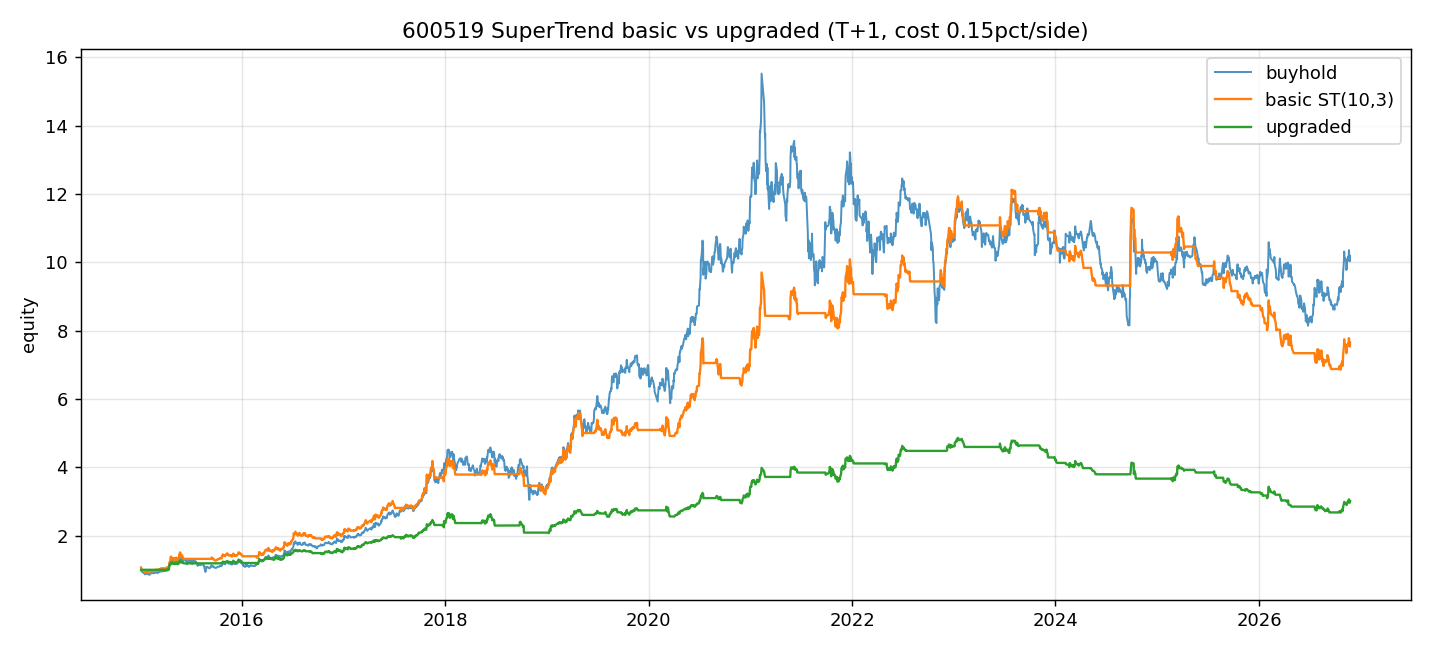 600519 SuperTrend basic vs upgraded (T+1, cost 0.15pct/side)
buyhold
basic ST(10,3)
upgraded
equity
16
14
12
10
8
6
4
2
2016 2018 2020 2022 2024 2026